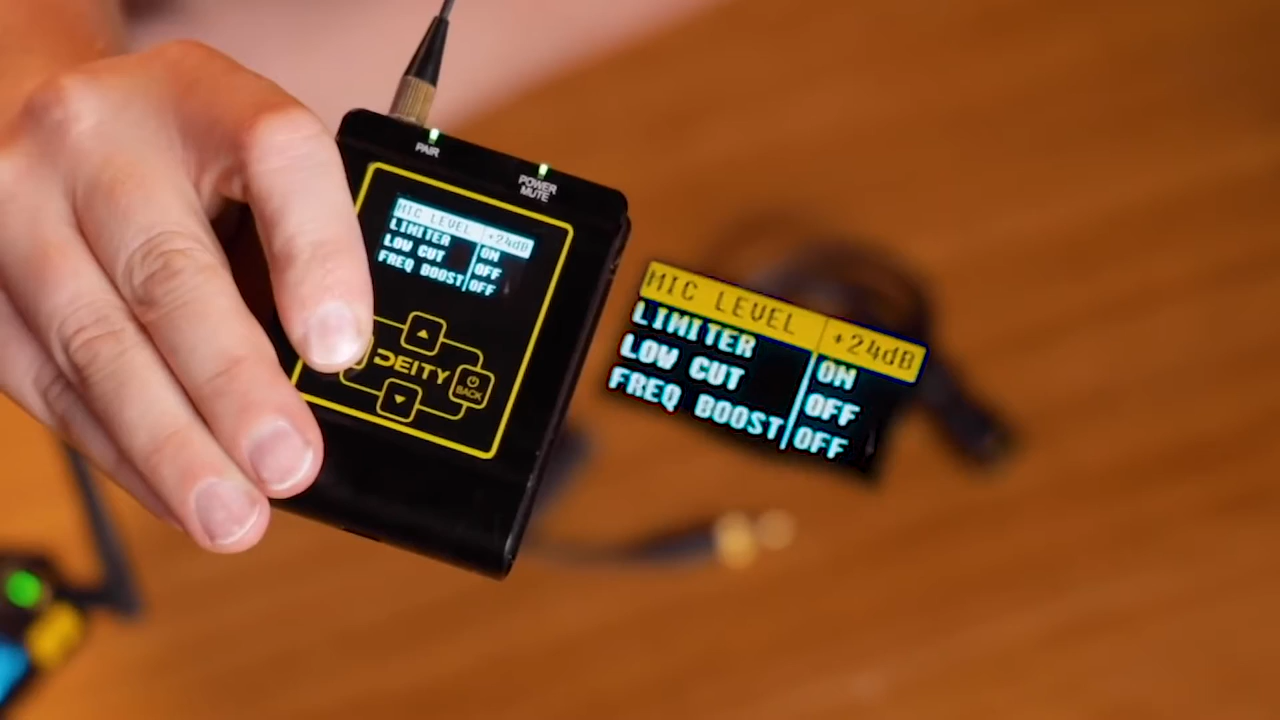 PAIR
POWER
MUTE
MIC LEVEL +24dB
LIMITER ON
LOW CUT OFF
FREQ BOOST OFF
DEITY
BACK
MIC LEVEL +24dB
LIMITER ON
LOW CUT OFF
FREQ BOOST OFF